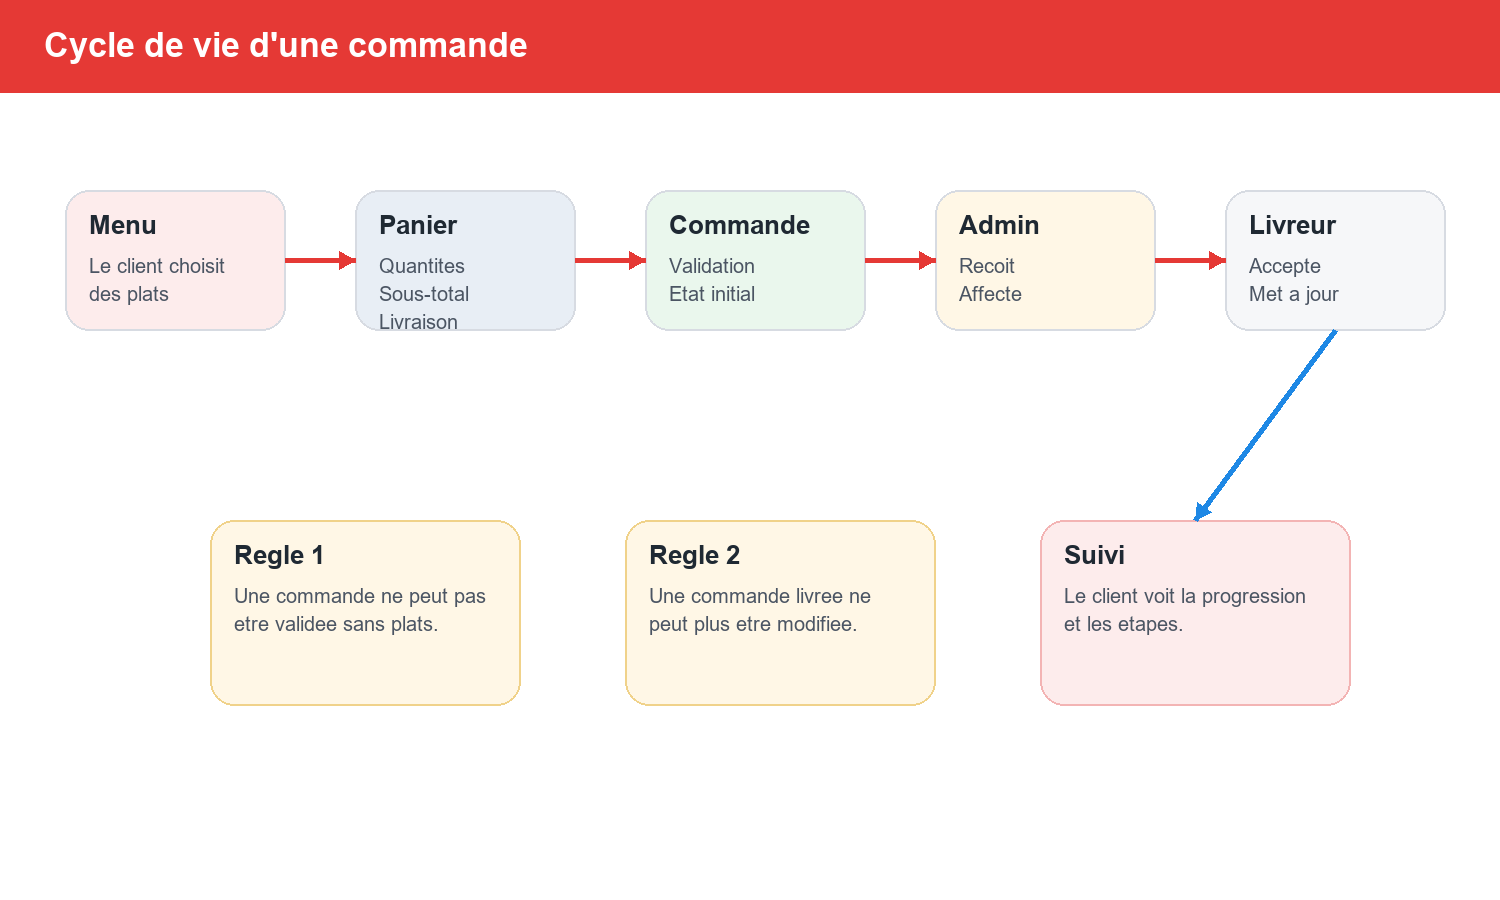 Cycle de vie d'une commande
Menu
Le client choisit
des plats
Panier
Quantites
Sous-total
Livraison
Commande
Validation
Etat initial
Admin
Recoit
Affecte
Livreur
Accepte
Met a jour
Regle 1
Une commande ne peut pas
etre validee sans plats.
Regle 2
Une commande livree ne
peut plus etre modifiee.
Suivi
Le client voit la progression
et les etapes.